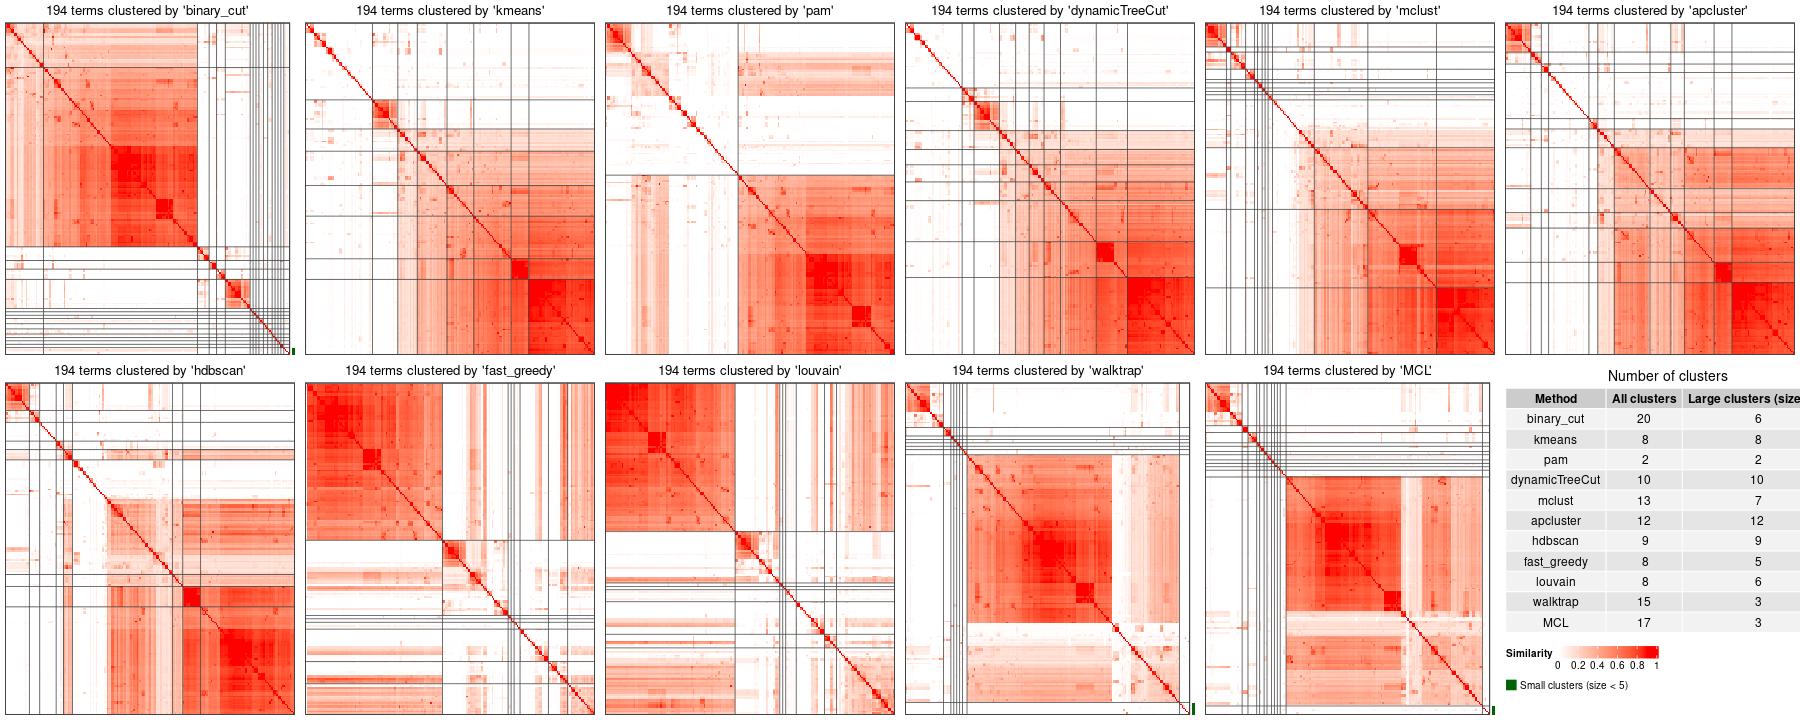 194 terms clustered by 'binary_cut'
194 terms clustered by 'kmeans'
194 terms clustered by 'pam'
194 terms clustered by 'dynamicTreeCut'
194 terms clustered by 'mclust'
194 terms clustered by 'apcluster'
194 terms clustered by 'hdbscan'
194 terms clustered by 'fast_greedy'
194 terms clustered by 'louvain'
194 terms clustered by 'walktrap'
194 terms clustered by 'MCL'
Number of clusters
Method All clusters Large clusters (size
binary_cut 20 6
kmeans 8 8
pam 2 2
dynamicTreeCut 10 10
mclust 13 7
apcluster 12 12
hdbscan 9 9
fast_greedy 8 5
louvain 8 6
walktrap 15 3
MCL 17 3
Similarity
0 0.2 0.4 0.6 0.8 1
Small clusters (size < 5)